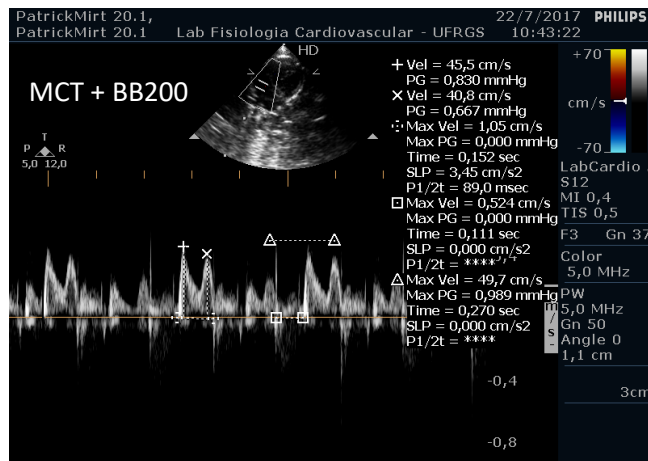 PatrickMirt 20.1, 22/7/2017 PHILIPS
PatrickMirt 20.1 Lab Fisiologia Cardiovascular - UFRGS 10:43:22
HD
MCT + BB200
T
P R
5,0 12,0
+ Vel = 45,5 cm/s
PG = 0,830 mmHg
× Vel = 40,8 cm/s
PG = 0,667 mmHg
Max Vel = 1,05 cm/s
Max PG = 0,000 mmHg
Time = 0,152 sec
SLP = 3,45 cm/s2
P1/2t = 89,0 msec
Max Vel = 0,524 cm/s
Max PG = 0,000 mmHg
Time = 0,111 sec
SLP = 0,000 cm/s2
P1/2t = ****
Max Vel = 49,7 cm/s
Max PG = 0,989 mmHg
Time = 0,270 sec
SLP = 0,000 cm/s2
P1/2t = ****
m/s
-0,4
-0,8
+70
cm/s
-70
LabCardio
S12
MI 0,4
TIS 0,5
F3 Gn 37
Color
5,0 MHz
PW
5,0 MHz
Gn 50
Angle 0
1,1 cm
3cm